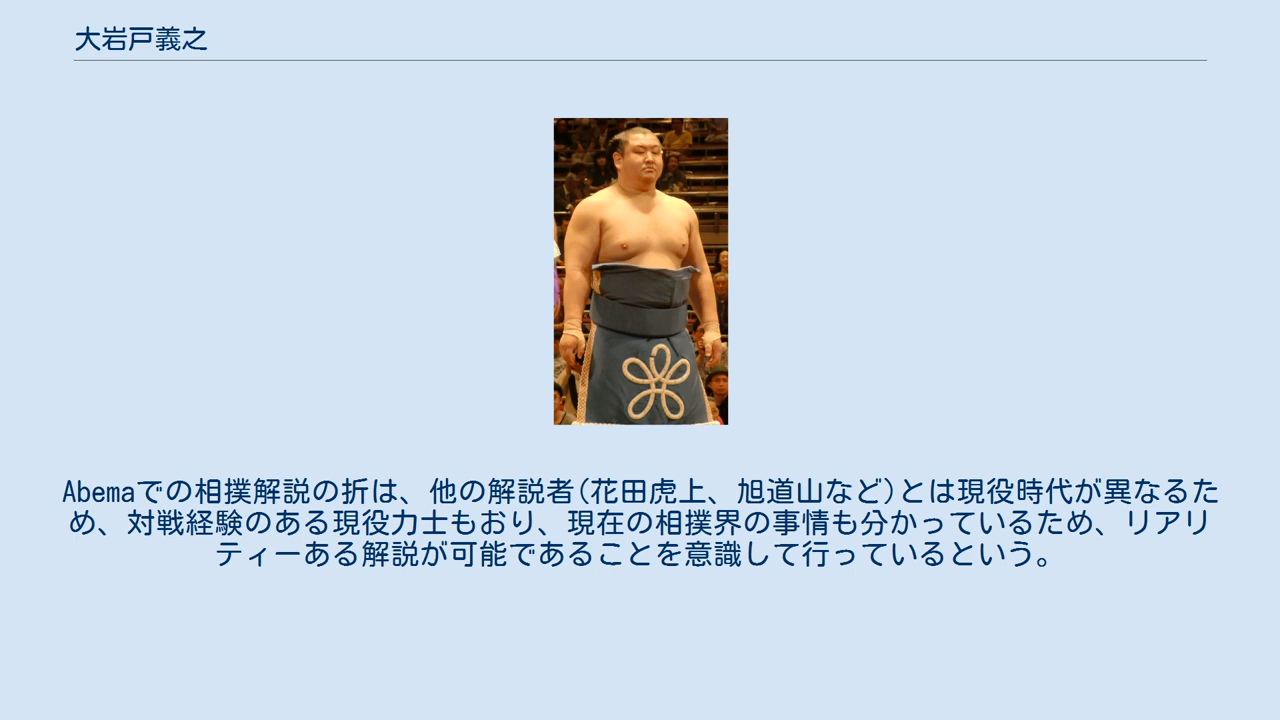 大岩戸義之
Abemaでの相撲解説の折は、他の解説者(花田虎上、旭道山など)とは現役時代が異なるた
め、対戦経験のある現役力士もおり、現在の相撲界の事情も分かっているため、リアリ
ティーある解説が可能であることを意識して行っているという。